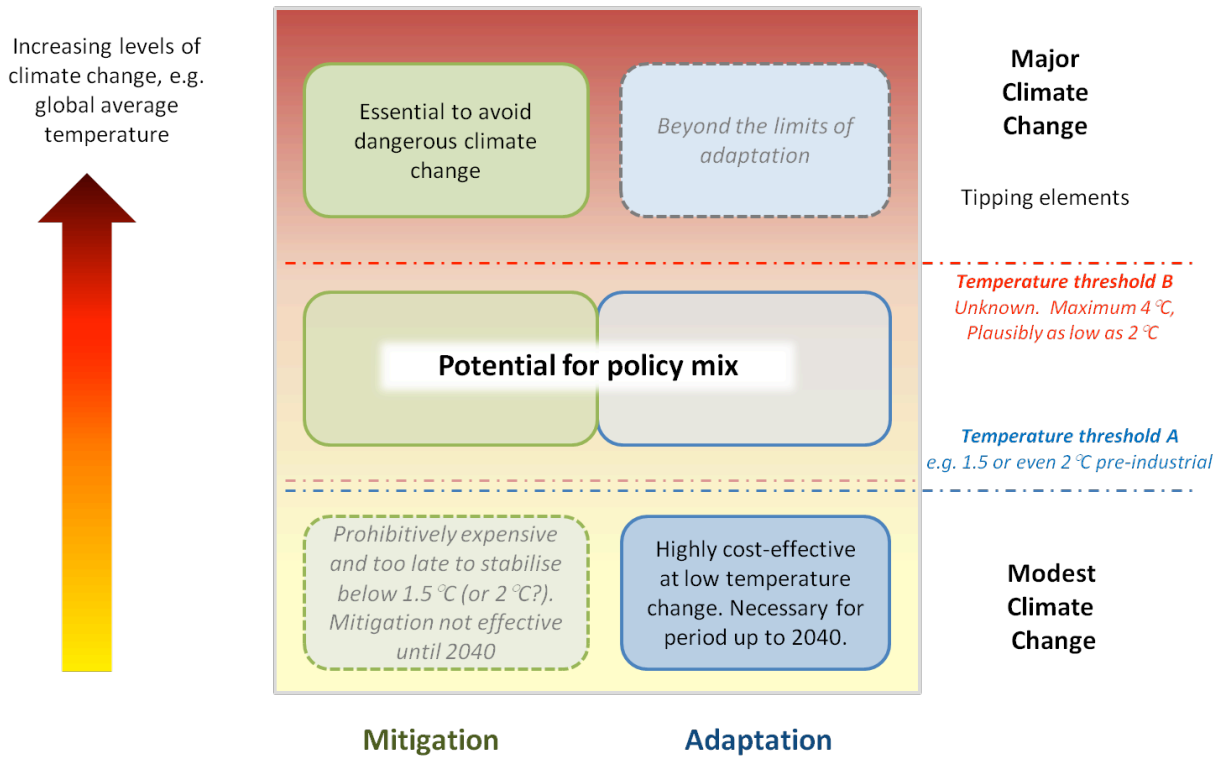 Increasing levels of
climate change, e.g.
global average
temperature
Essential to avoid
dangerous climate
change
Beyond the limits of
adaptation
Major
Climate
Change
Tipping elements
Temperature threshold B
Unknown.  Maximum 4°C,
Plausibly as low as 2°C
Potential for policy mix
Temperature threshold A
e.g. 1.5 or even 2°C pre-industrial
Prohibitively expensive
and too late to stabilise
below 1.5°C (or 2°C?).
Mitigation not effective
until 2040
Highly cost-effective
at low temperature
change. Necessary for
period up to 2040.
Modest
Climate
Change
Mitigation
Adaptation